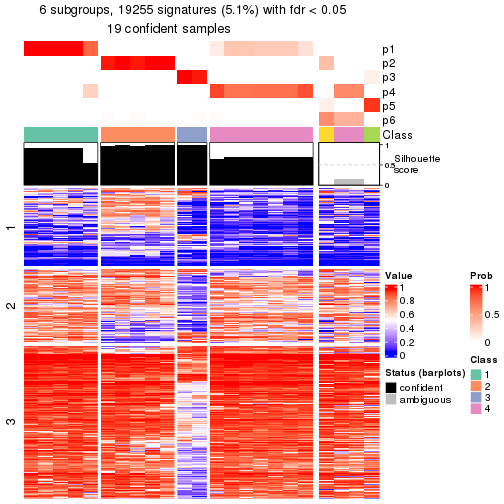 6 subgroups, 19255 signatures (5.1%) with fdr < 0.05
19 confident samples
p1
p2
p3
p4
p5
p6
Class
1
0.5
0
Silhouette
score
1
2
3
Value
1
0.8
0.6
0.4
0.2
0
Prob
1
0.5
0
Status (barplots)
confident
ambiguous
Class
1
2
3
4